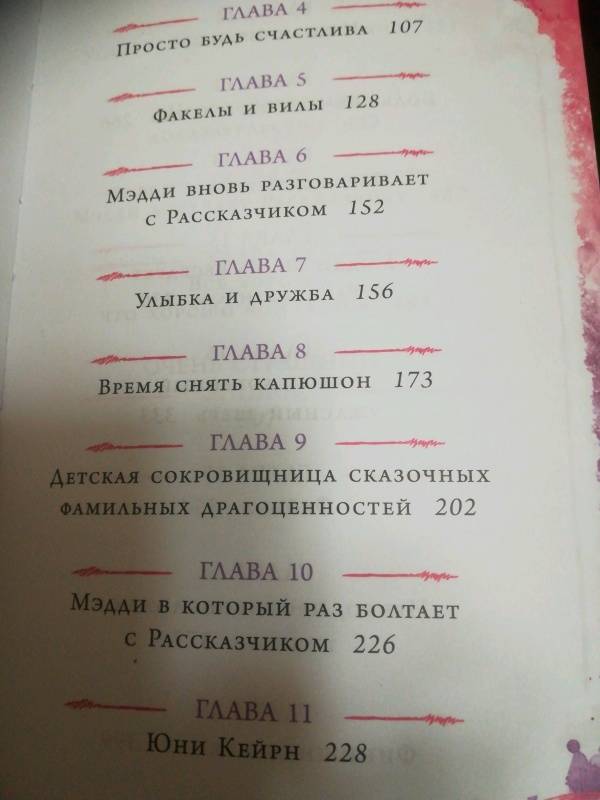 ГЛАВА 4
Просто будь счастлива 107
ГЛАВА 5
Факелы и вилы 128
ГЛАВА 6
Мэдди вновь разговаривает
с Рассказчиком 152
ГЛАВА 7
Улыбка и дружба 156
ГЛАВА 8
Время снять капюшон 173
ГЛАВА 9
Детская сокровищница сказочных
фамильных драгоценностей 202
ГЛАВА 10
Мэдди в который раз болтает
с Рассказчиком 226
ГЛАВА 11
Юни Кейрн 228